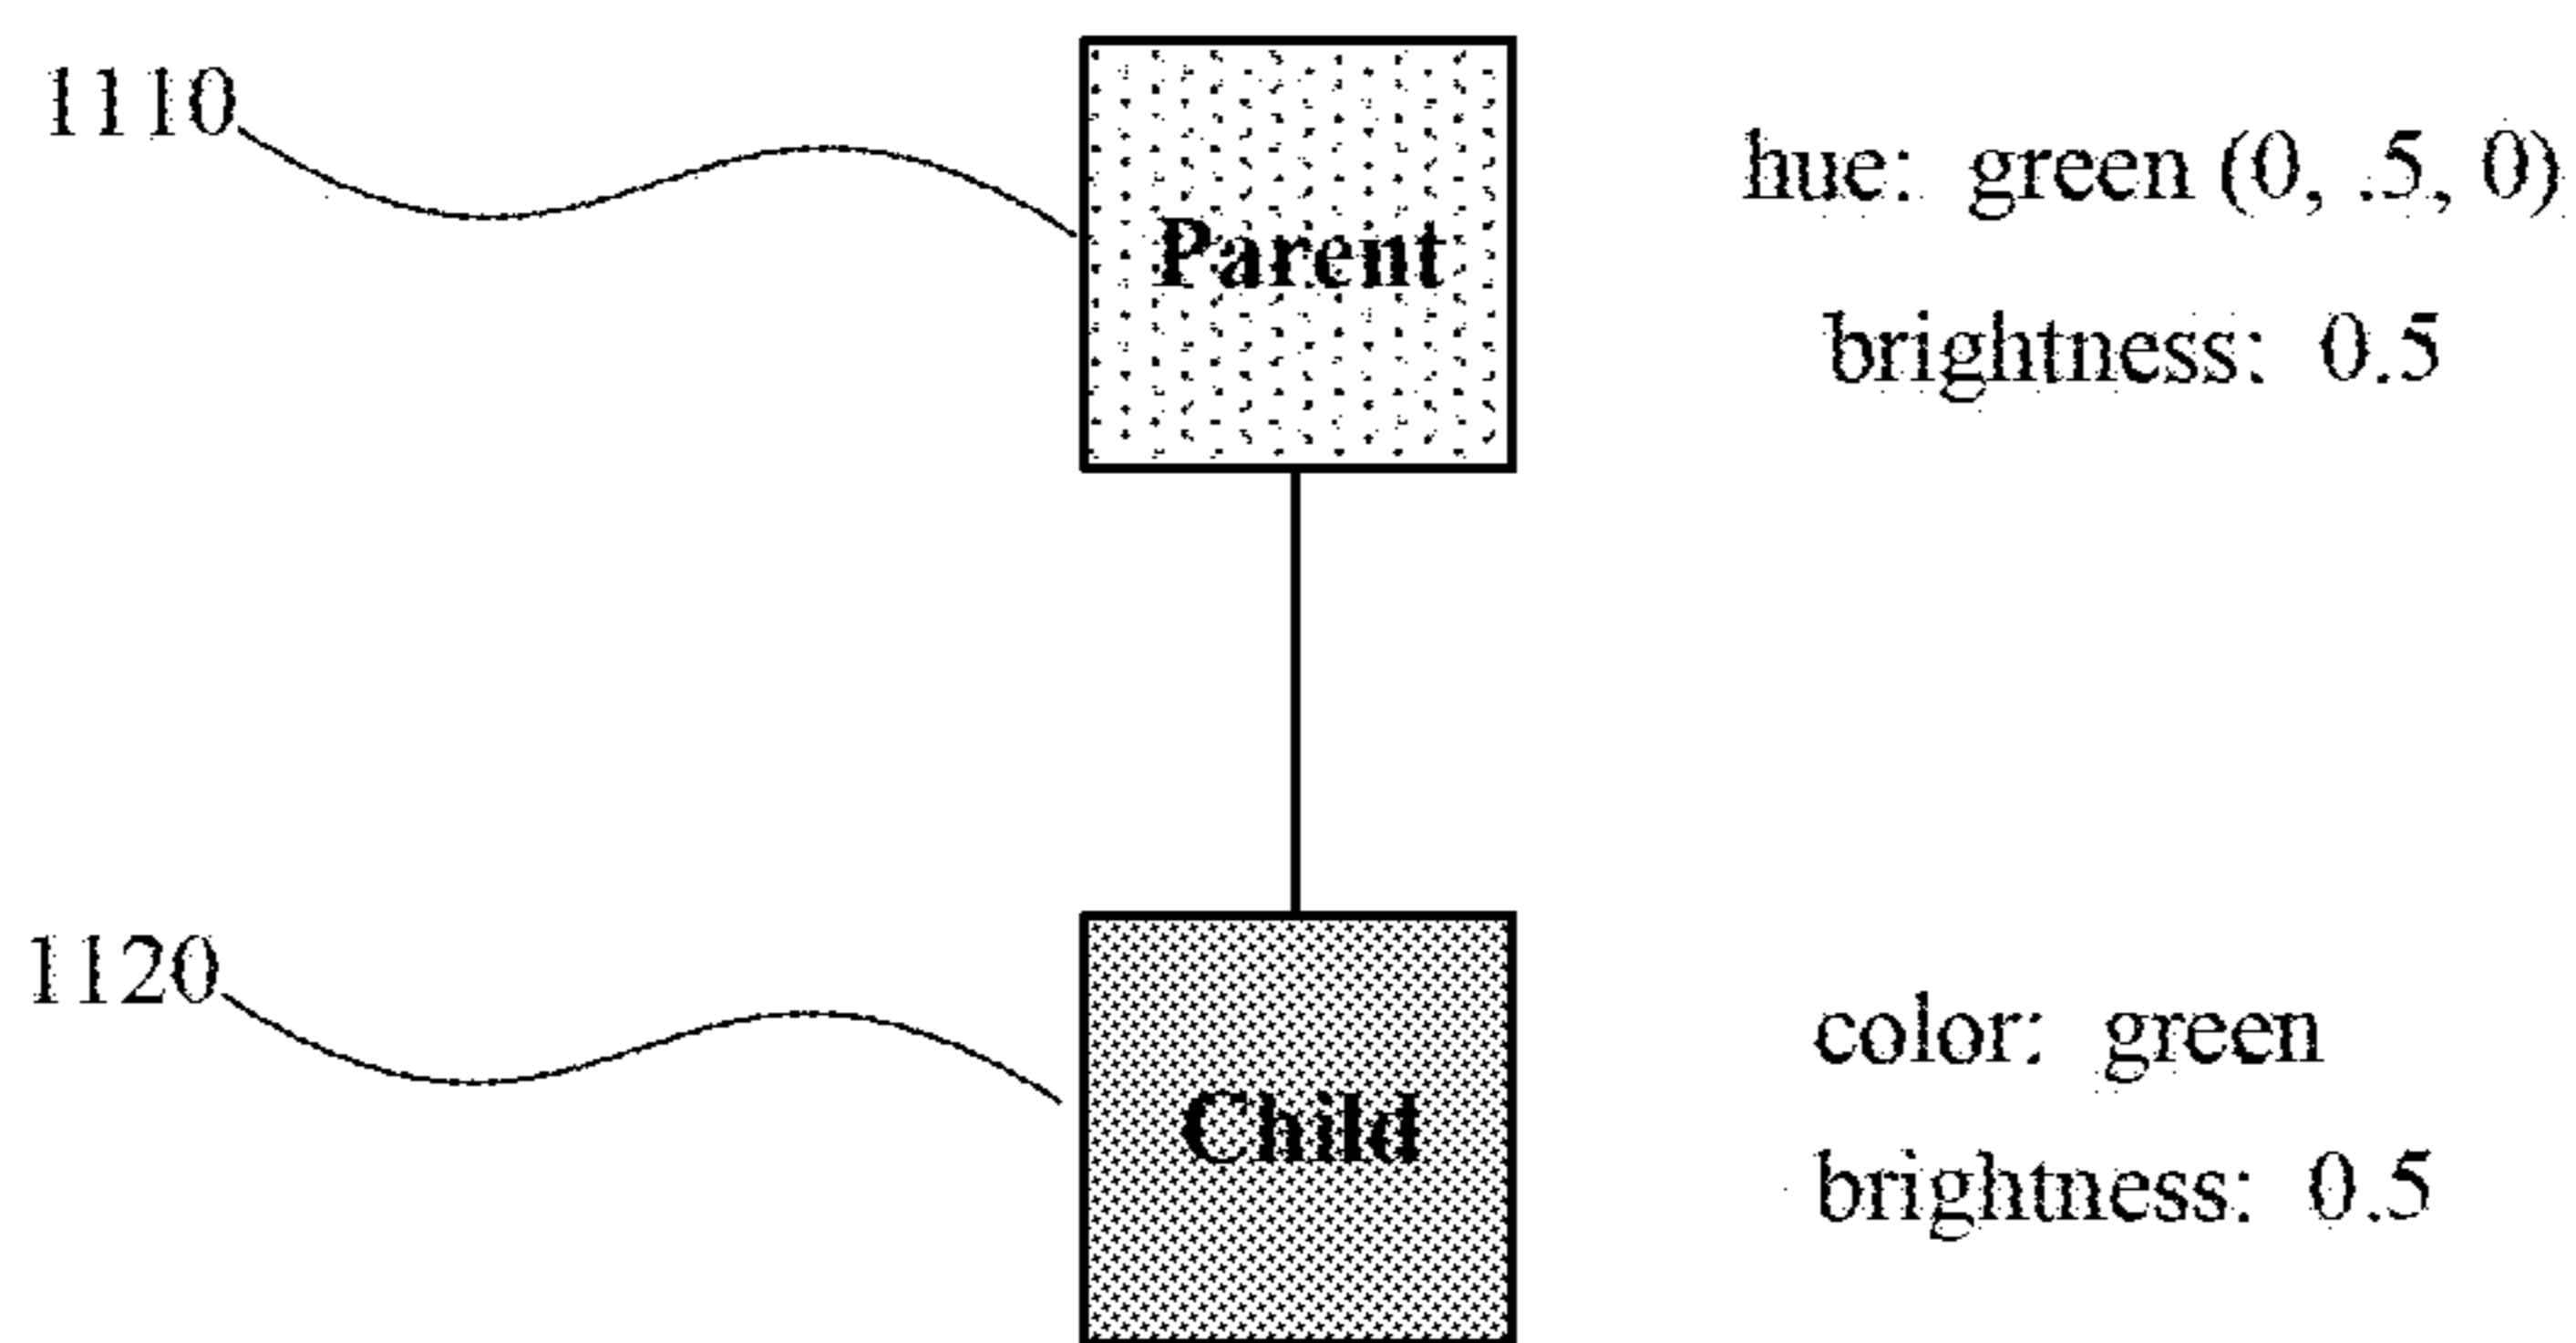 1110
Parent
hue: green (0, .5, 0)
brightness: 0.5
1120
Child
color: green
brightness: 0.5